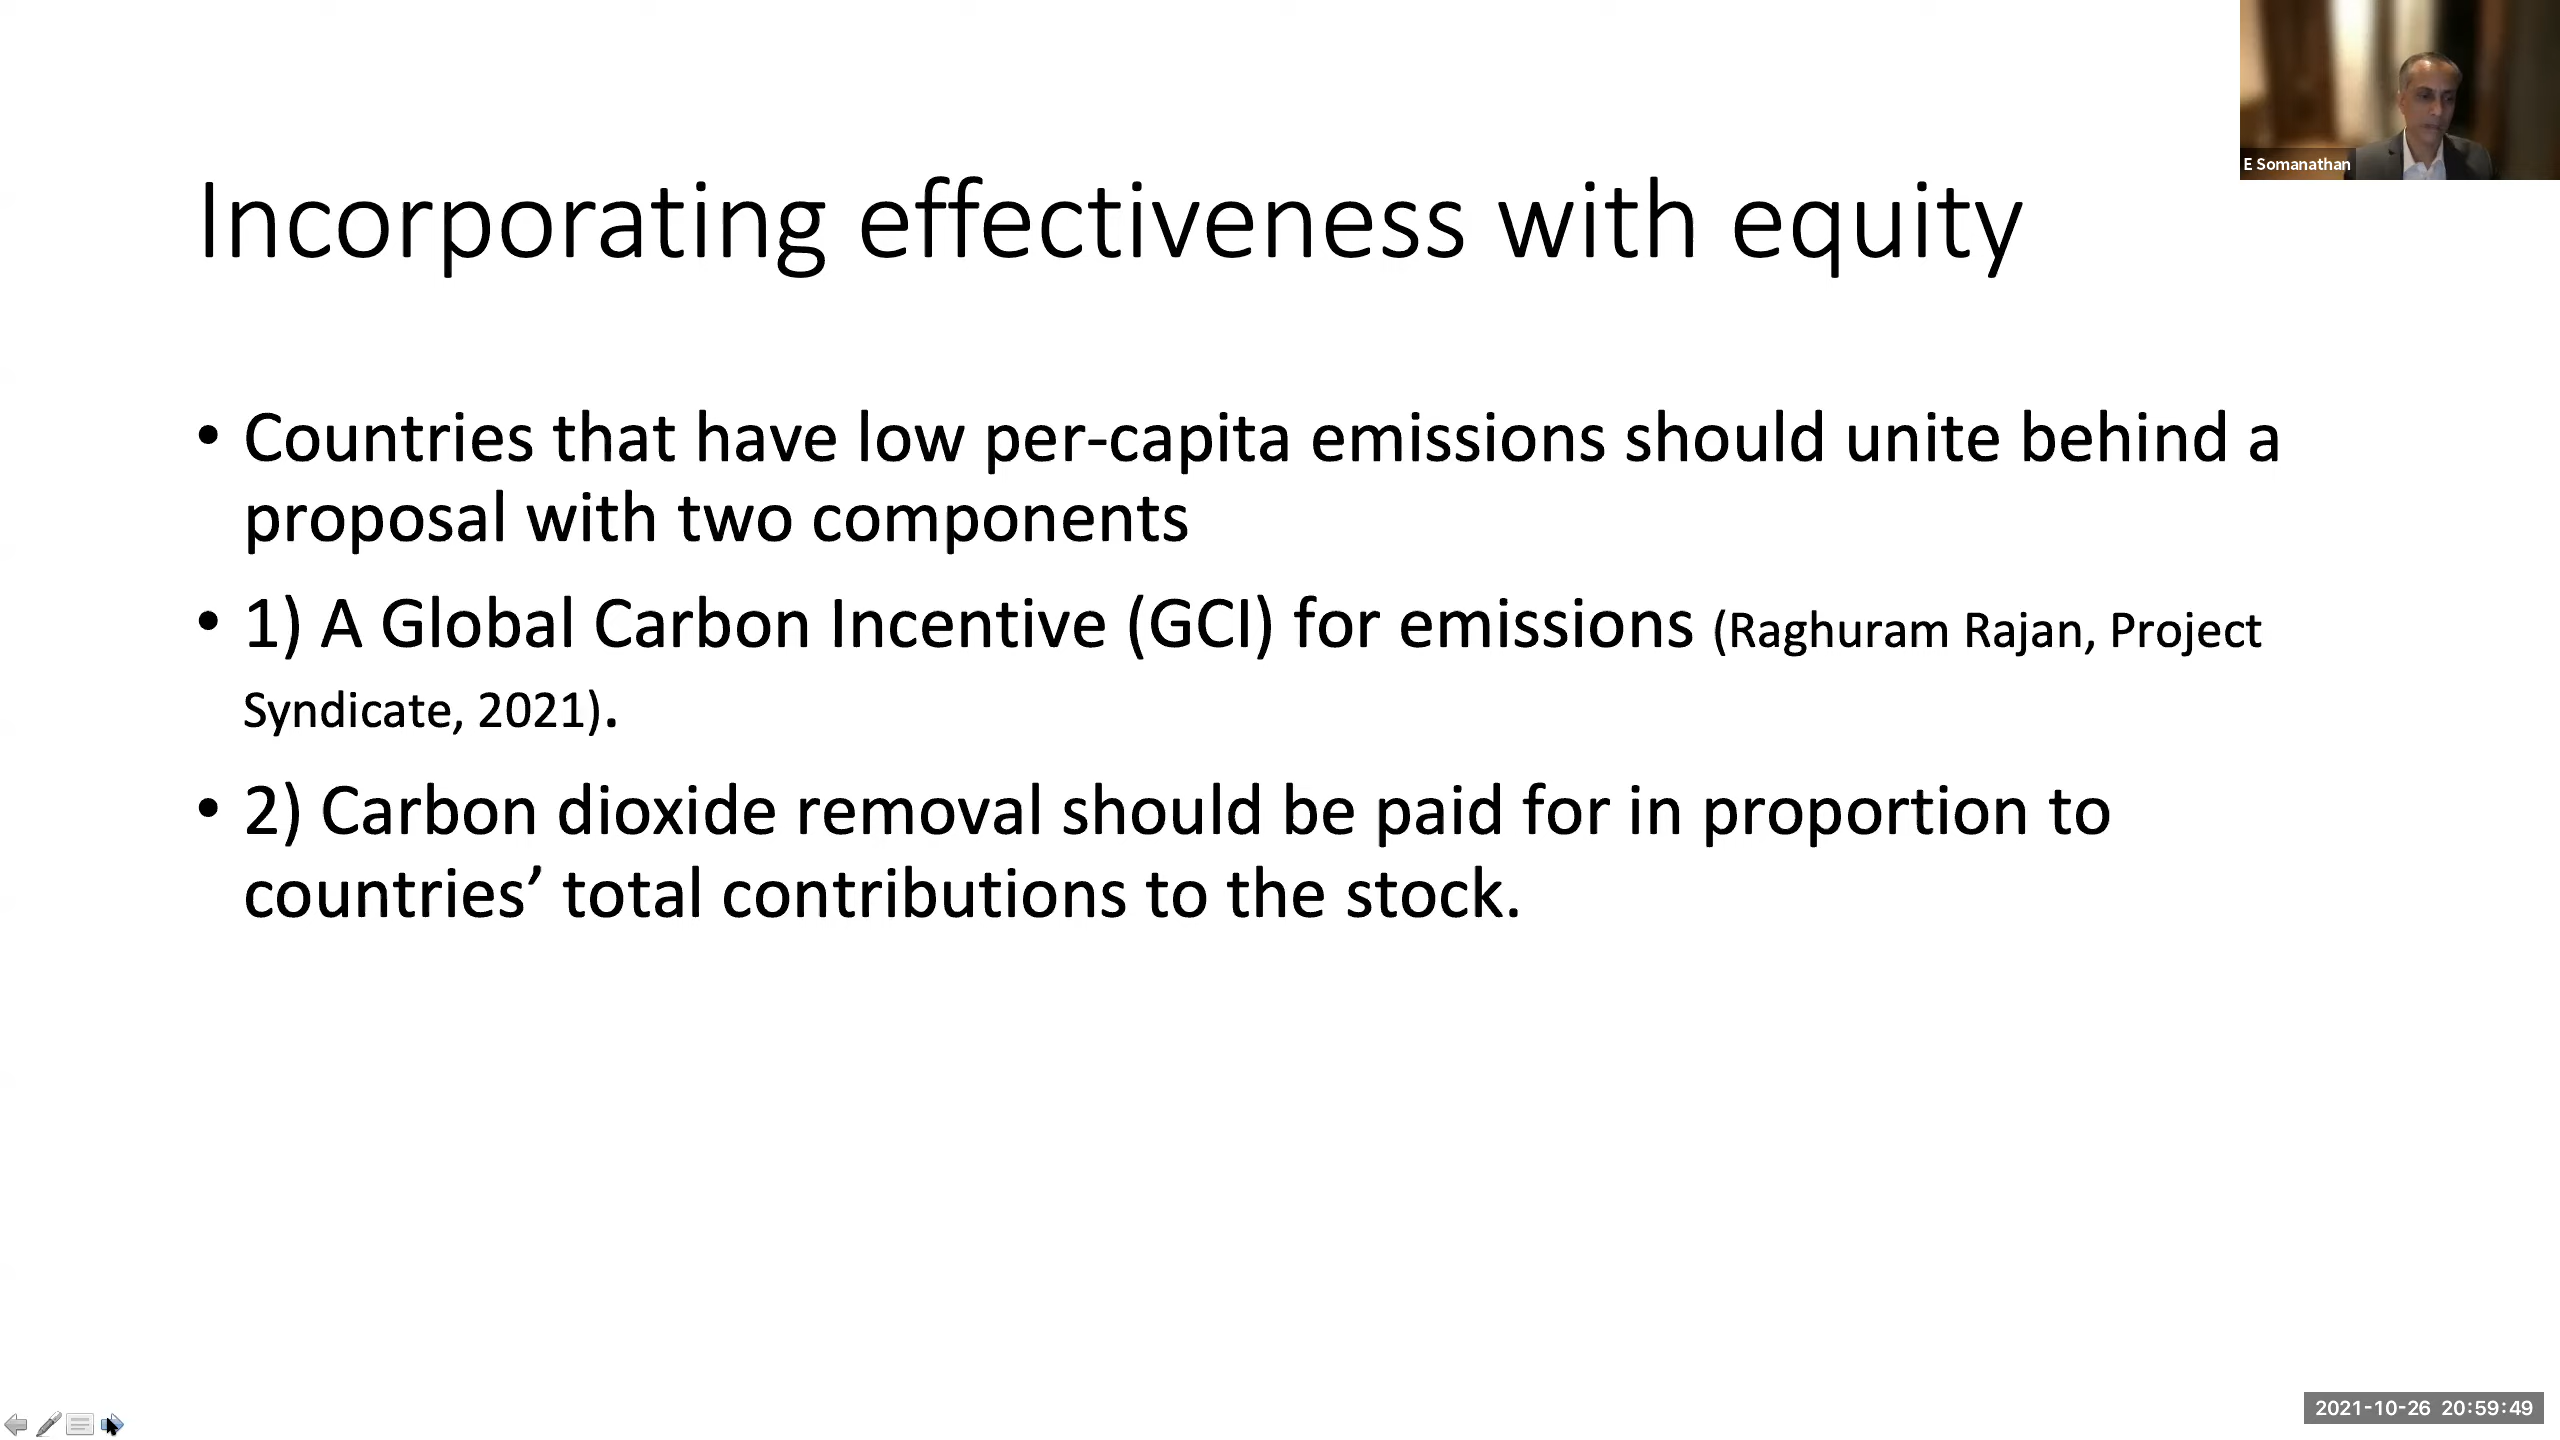 E Somanathan
Incorporating effectiveness with equity
• Countries that have low per-capita emissions should unite behind a
proposal with two components
• 1) A Global Carbon Incentive (GCI) for emissions (Raghuram Rajan, Project
Syndicate, 2021).
• 2) Carbon dioxide removal should be paid for in proportion to
countries’ total contributions to the stock.
2021-10-26 20:59:49